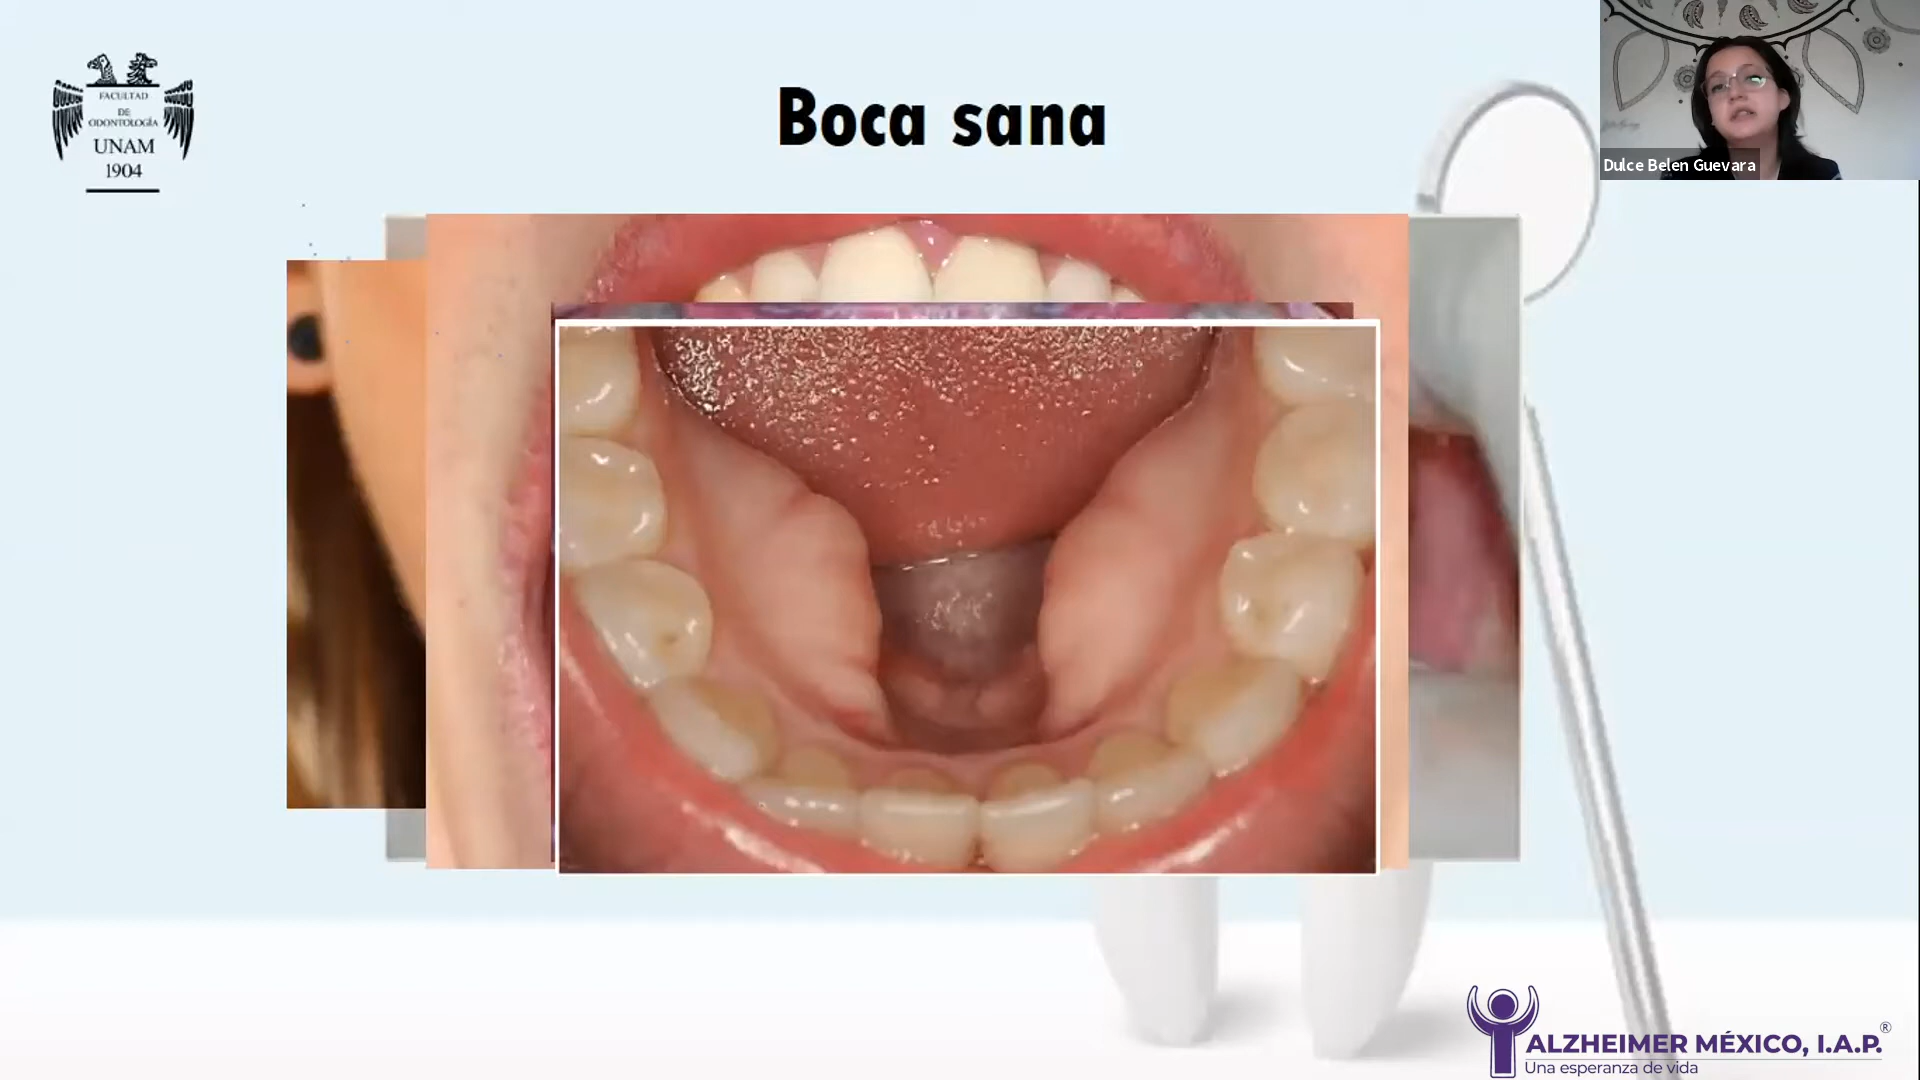 FACULTAD
DE
ODONTOLOGÍA
UNAM
1904
Boca sana
Dulce Belen Guevara
ALZHEIMER MÉXICO, I.A.P.®
Una esperanza de vida